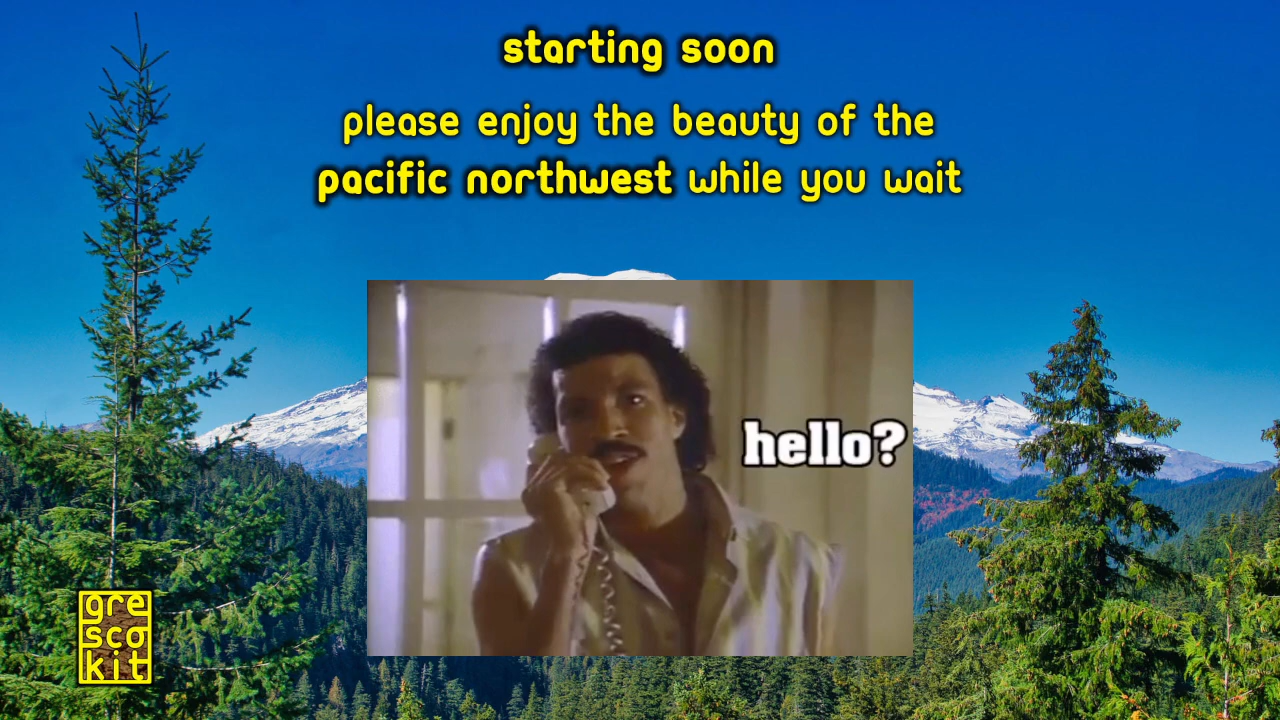 starting soon
please enjoy the beauty of the
pacific northwest while you wait
hello?
gre
sco
kit